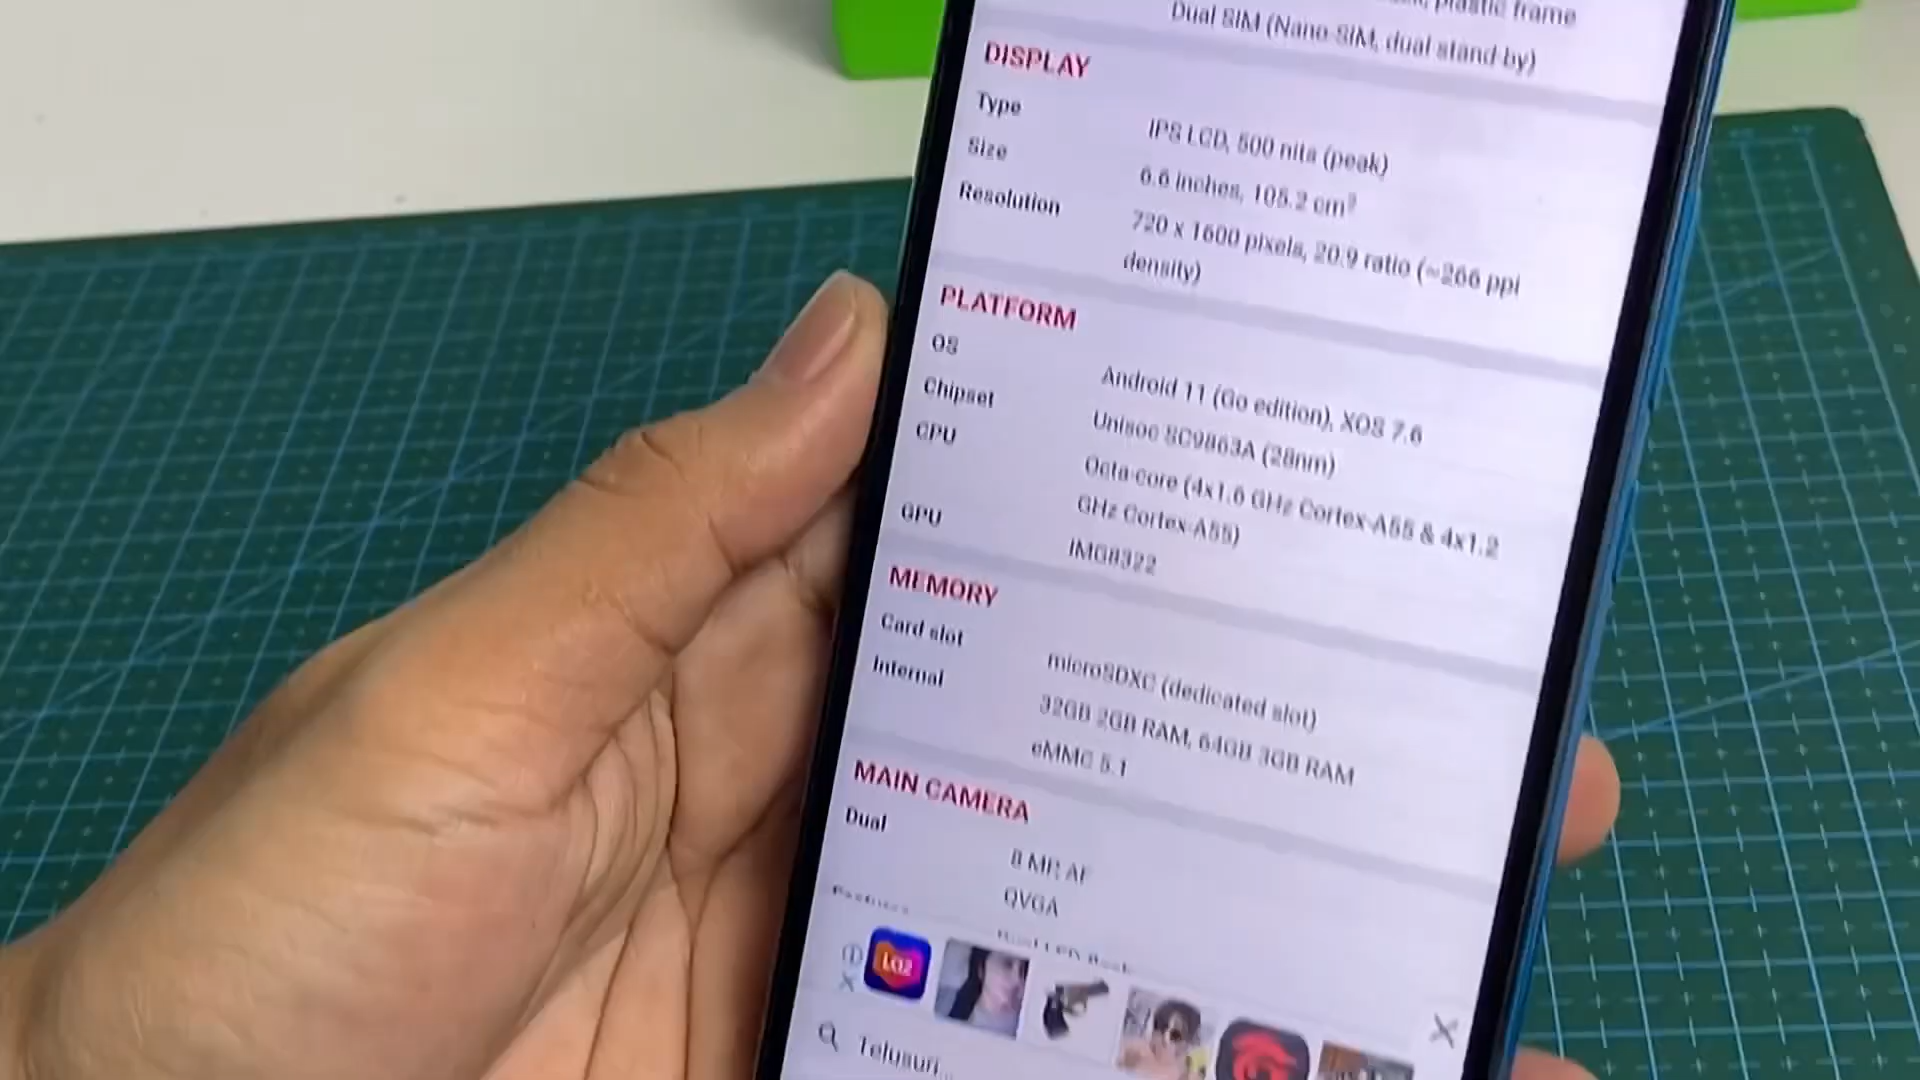 plastic frame
Dual SIM (Nano-SIM, dual stand-by)
DISPLAY
Type
IPS LCD, 500 nits (peak)
Size
6.6 inches, 105.2 cm²
Resolution
720 x 1600 pixels, 20:9 ratio (~266 ppi
density)
PLATFORM
OS
Android 11 (Go edition), XOS 7.6
Chipset
Unisoc SC9863A (28nm)
CPU
Octa-core (4x1.6 GHz Cortex-A55 & 4x1.2
GHz Cortex-A55)
GPU
IMG8322
MEMORY
Card slot
microSDXC (dedicated slot)
Internal
32GB 2GB RAM, 64GB 3GB RAM
eMMC 5.1
MAIN CAMERA
Dual
8 MP, AF
QVGA
Laz
Telusuri...